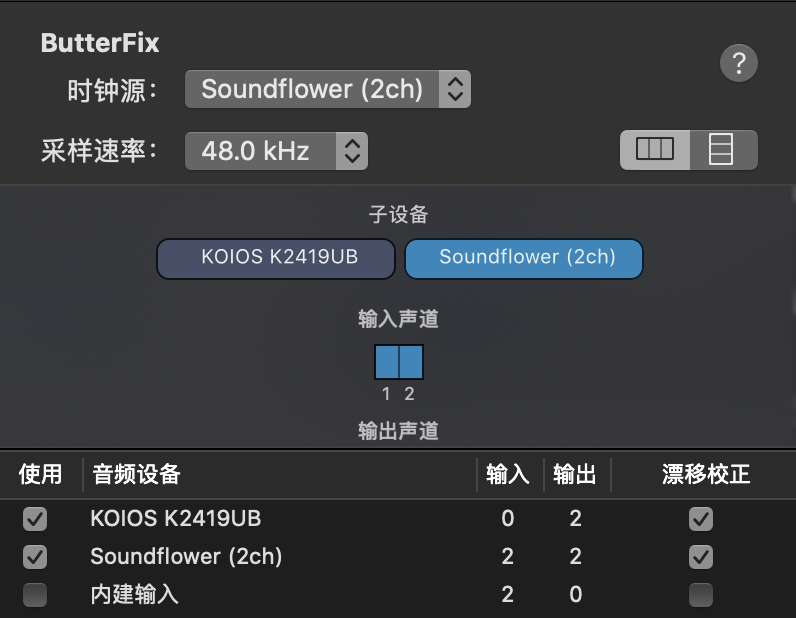 ButterFix
?
时钟源： Soundflower (2ch)
采样速率： 48.0 kHz
子设备
KOIOS K2419UB Soundflower (2ch)
输入声道
1 2
输出声道
使用 音频设备 输入 输出 漂移校正
KOIOS K2419UB 0 2
Soundflower (2ch) 2 2
内建输入 2 0